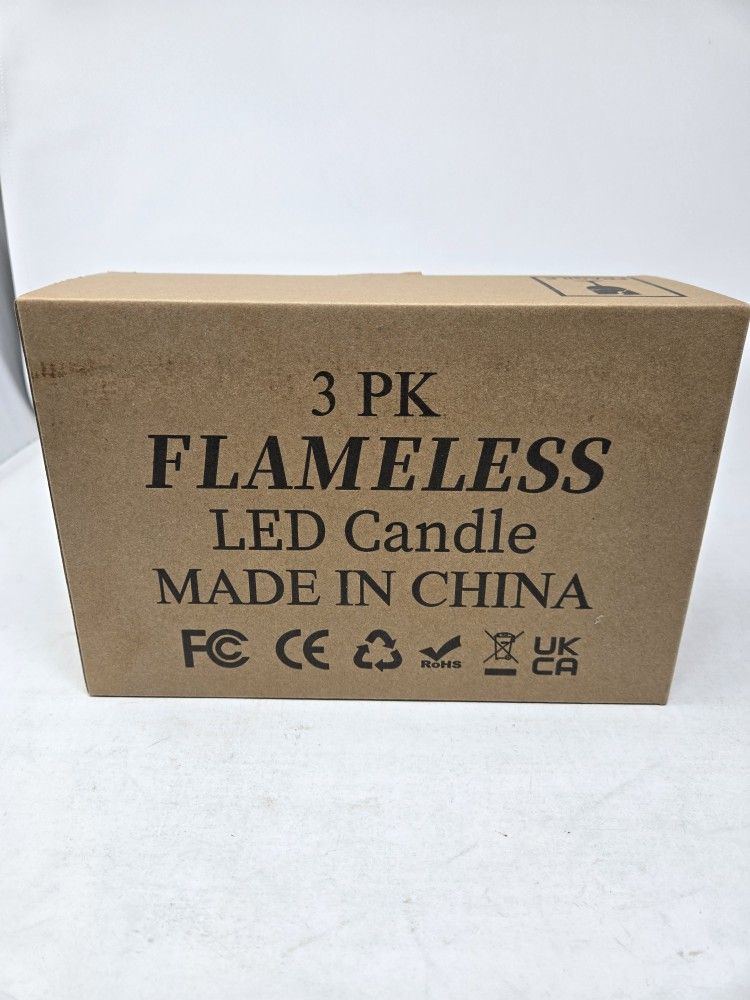 3 PK
FLAMELESS
LED Candle
MADE IN CHINA
FC CE RoHS UK
CA